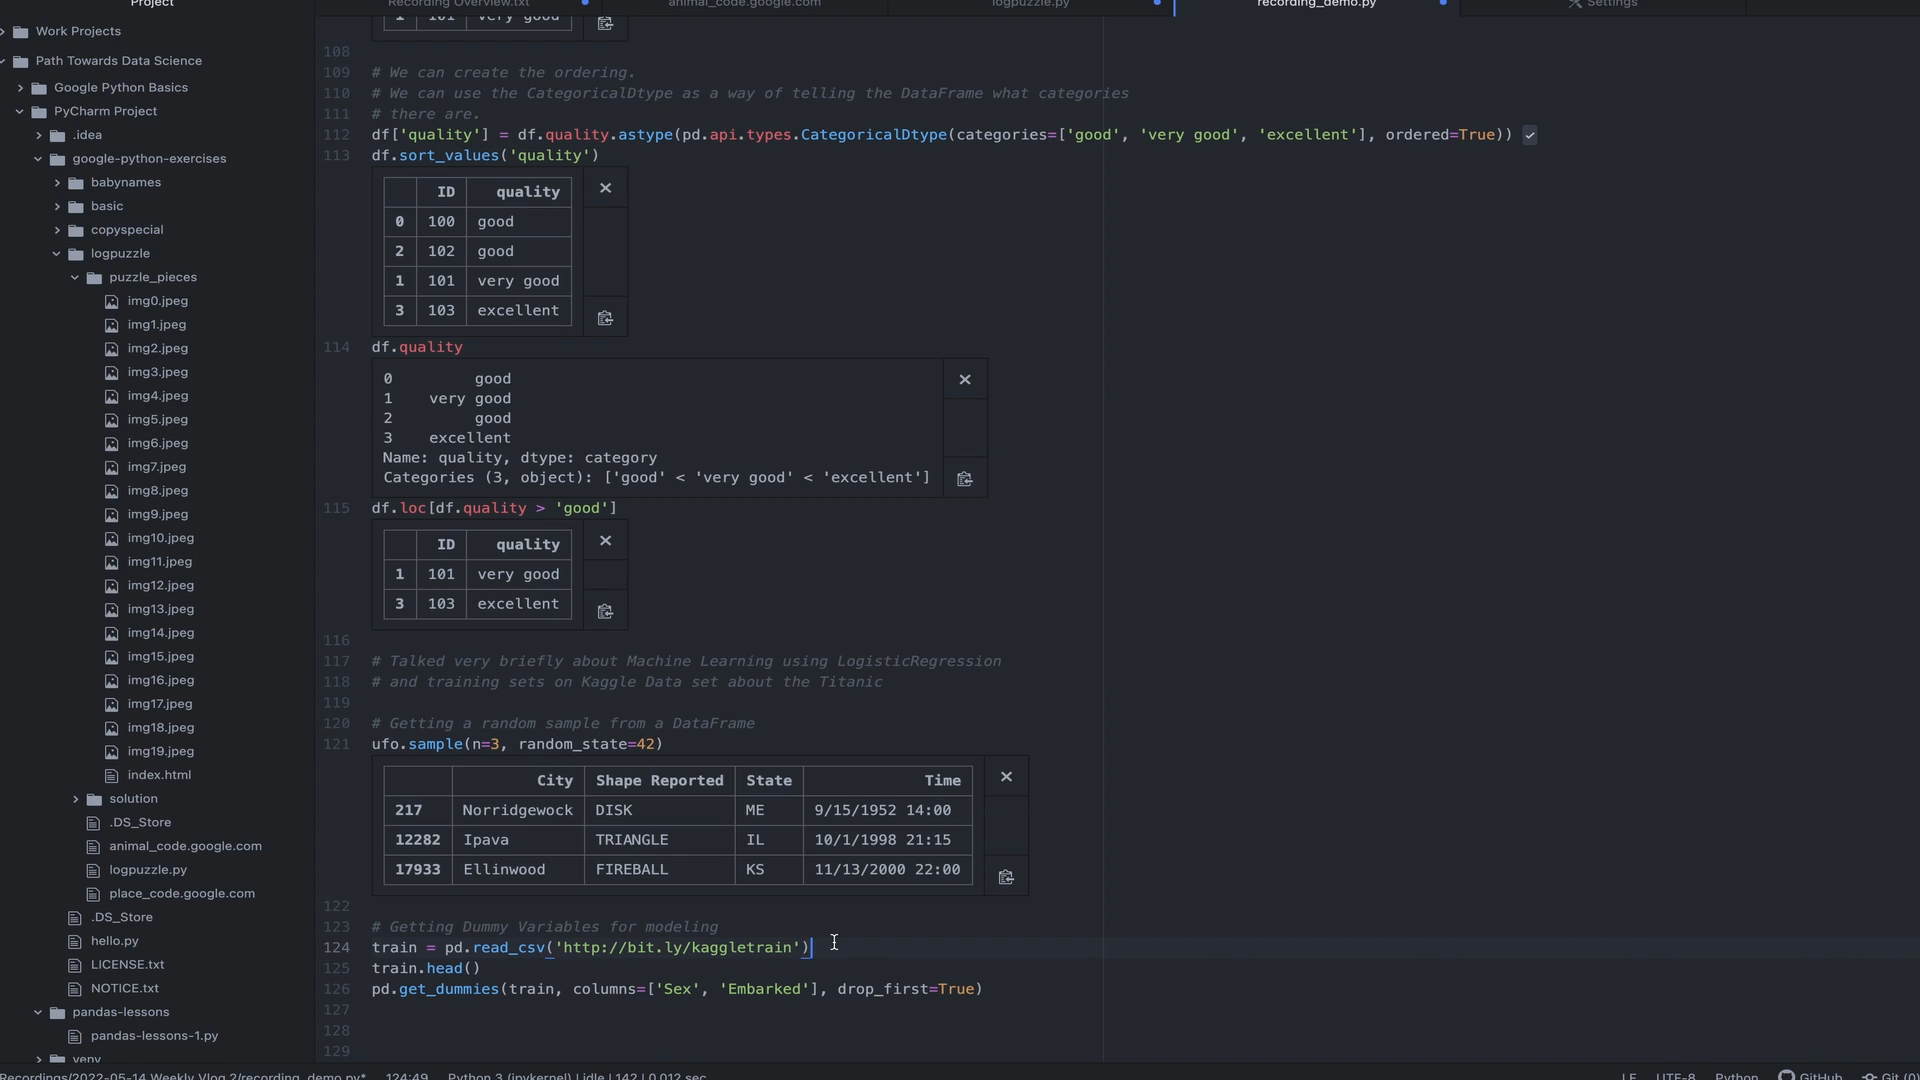 Project
Recording Overview.txt
animal_code.google.com
logpuzzle.py
recording_demo.py
Settings
Work Projects
Path Towards Data Science
Google Python Basics
PyCharm Project
.idea
google-python-exercises
babynames
basic
copyspecial
logpuzzle
puzzle_pieces
img0.jpeg
img1.jpeg
img2.jpeg
img3.jpeg
img4.jpeg
img5.jpeg
img6.jpeg
img7.jpeg
img8.jpeg
img9.jpeg
img10.jpeg
img11.jpeg
img12.jpeg
img13.jpeg
img14.jpeg
img15.jpeg
img16.jpeg
img17.jpeg
img18.jpeg
img19.jpeg
index.html
solution
.DS_Store
animal_code.google.com
logpuzzle.py
place_code.google.com
.DS_Store
hello.py
LICENSE.txt
NOTICE.txt
pandas-lessons
pandas-lessons-1.py
venv
1 101 very good
108
109 # We can create the ordering.
110 # We can use the CategoricalDtype as a way of telling the DataFrame what categories
111 # there are.
112 df['quality'] = df.quality.astype(pd.api.types.CategoricalDtype(categories=['good', 'very good', 'excellent'], ordered=True))
113 df.sort_values('quality')
ID quality
0 100 good
2 102 good
1 101 very good
3 103 excellent
114 df.quality
0 good
1 very good
2 good
3 excellent
Name: quality, dtype: category
Categories (3, object): ['good' < 'very good' < 'excellent']
115 df.loc[df.quality > 'good']
ID quality
1 101 very good
3 103 excellent
116
117 # Talked very briefly about Machine Learning using LogisticRegression
118 # and training sets on Kaggle Data set about the Titanic
119
120 # Getting a random sample from a DataFrame
121 ufo.sample(n=3, random_state=42)
City Shape Reported State Time
217 Norridgewock DISK ME 9/15/1952 14:00
12282 Ipava TRIANGLE IL 10/1/1998 21:15
17933 Ellinwood FIREBALL KS 11/13/2000 22:00
122
123 # Getting Dummy Variables for modeling
124 train = pd.read_csv('http://bit.ly/kaggletrain')
125 train.head()
126 pd.get_dummies(train, columns=['Sex', 'Embarked'], drop_first=True)
127
128
129
Recordings/2022-05-14 Weekly Vlog 2/recording_demo.py* 124:49 Python 3 (ipykernel) | idle | 142 | 0.012 sec
LF UTF-8 Python GitHub Git (0)